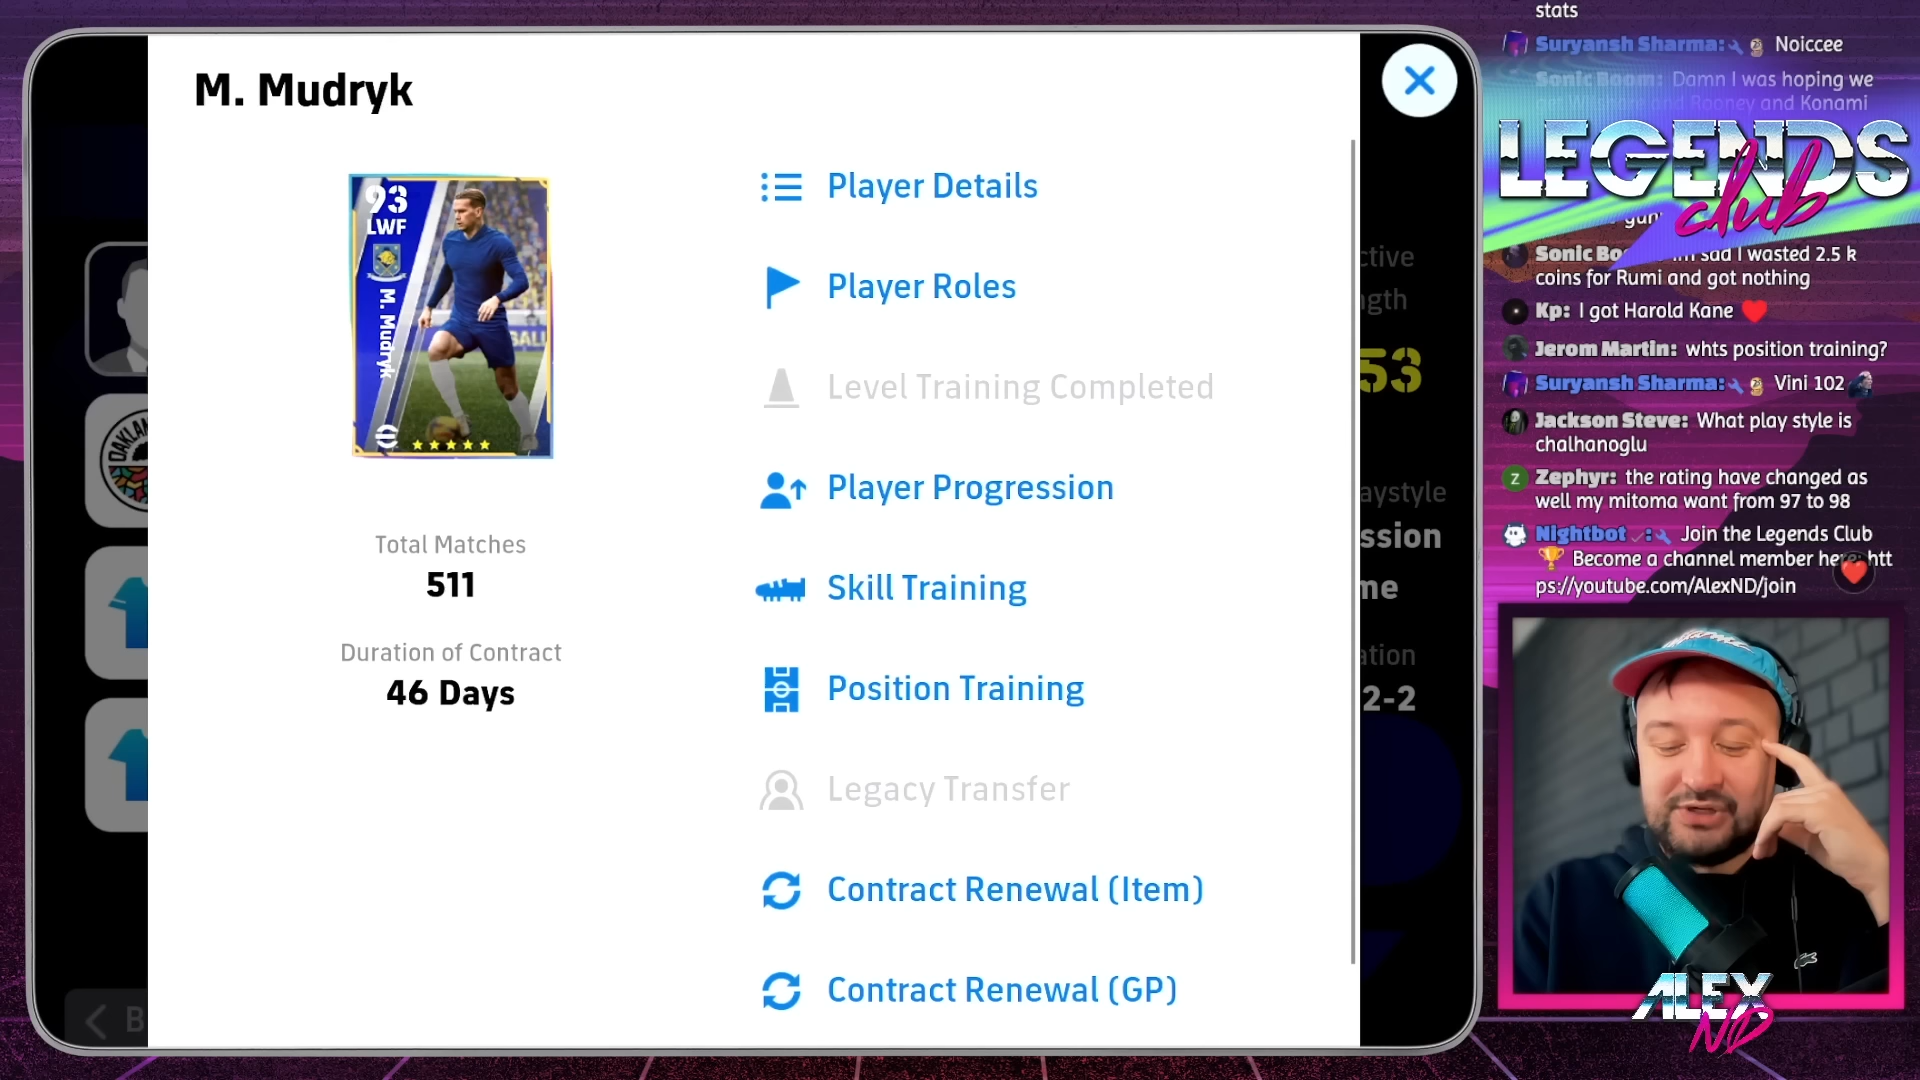 M. Mudryk
93
LWF
M. Mudryk
Total Matches
511
Duration of Contract
46 Days
Player Details
Player Roles
Level Training Completed
Player Progression
Skill Training
Position Training
Legacy Transfer
Contract Renewal (Item)
Contract Renewal (GP)
ctive
gth
53
aystyle
ssion
me
ation
2-2
B
stats
Suryansh Sharma: Noiccee
Sonic Boom: Damn I was hoping we
and Rooney and Konami
LEGENDS
club
Sonic Bo sad I wasted 2.5 k
coins for Rumi and got nothing
Kp: I got Harold Kane
Jerom Martin: whts position training?
Suryansh Sharma: Vini 102
Jackson Steve: What play style is
chalhanoglu
Z Zephyr: the rating have changed as
well my mitoma want from 97 to 98
Nightbot: Join the Legends Club
Become a channel member here: htt
ps://youtube.com/AlexND/join
ALEX
ND